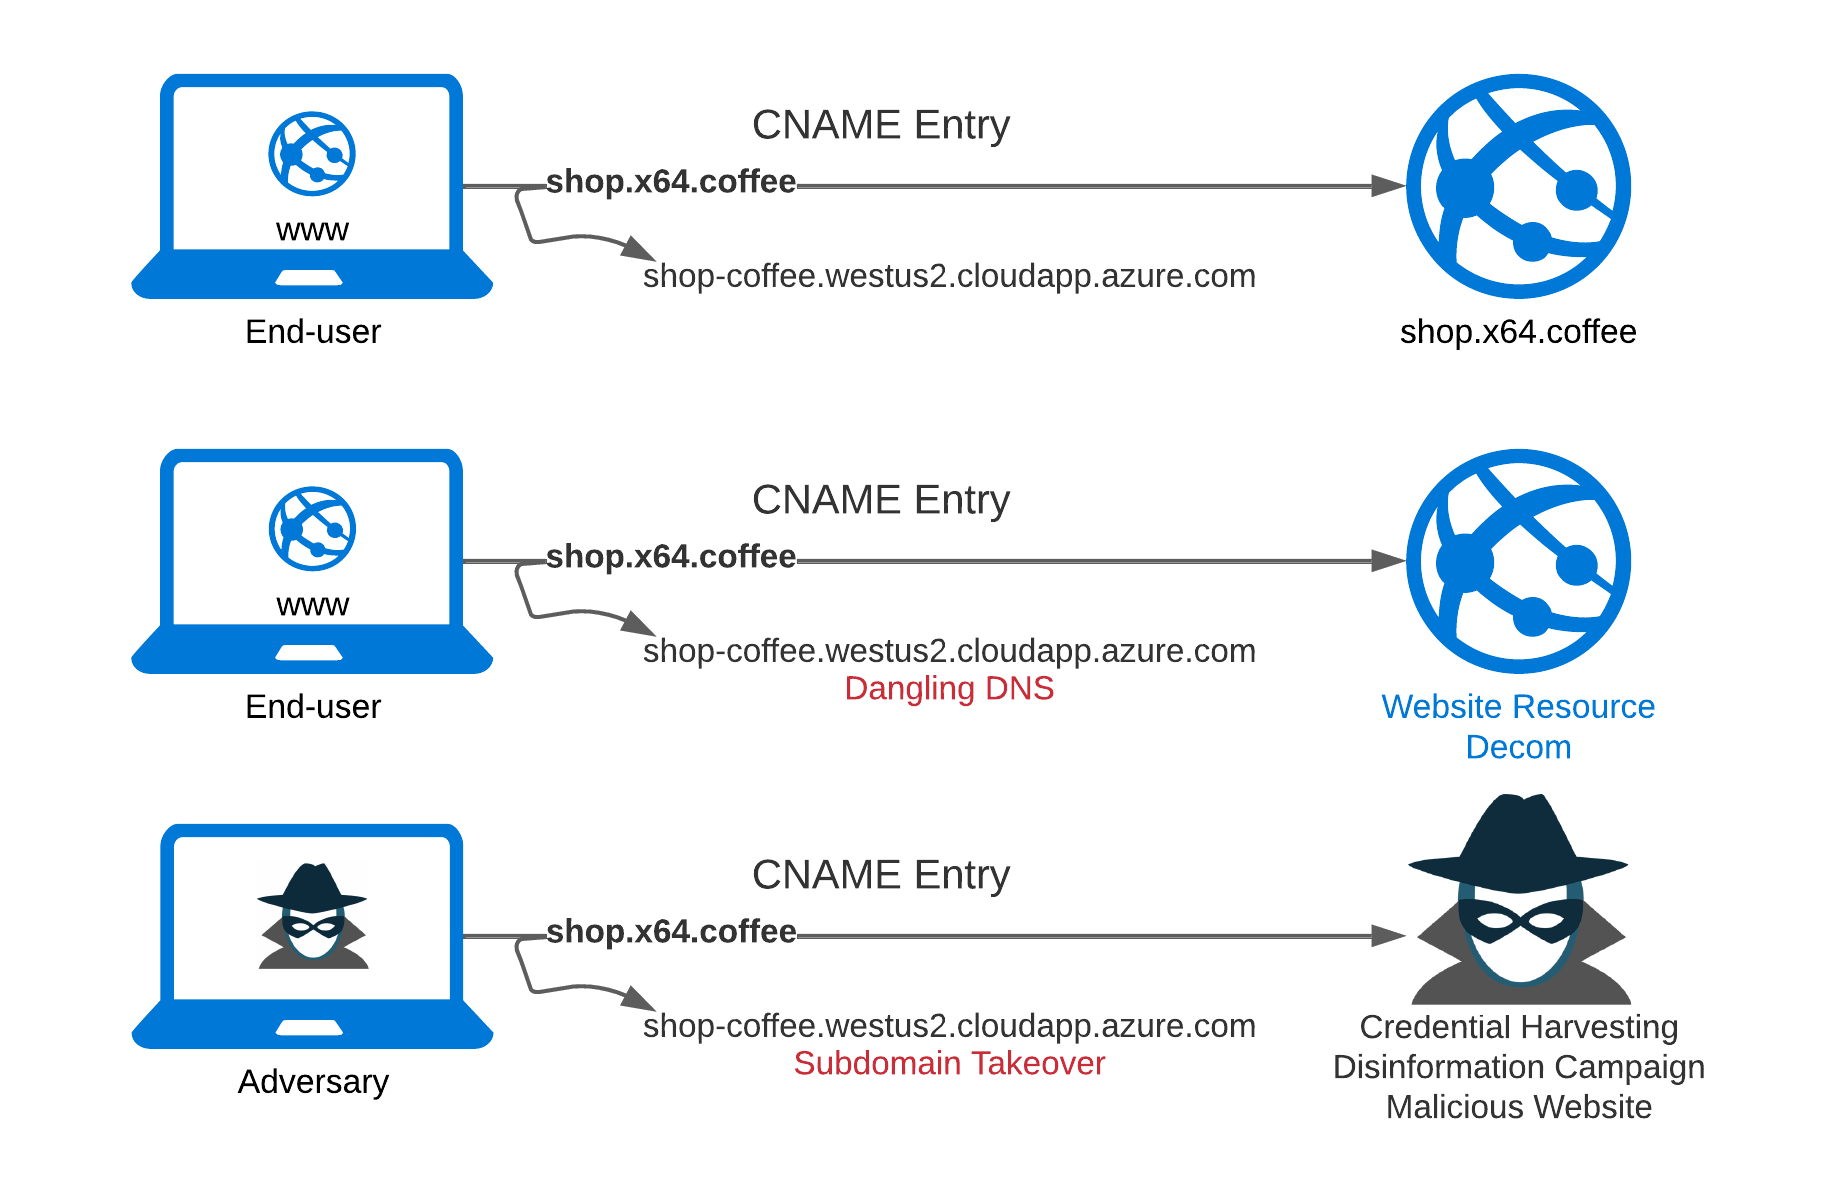 CNAME Entry
shop.x64.coffee
www
shop-coffee.westus2.cloudapp.azure.com
End-user
shop.x64.coffee
CNAME Entry
shop.x64.coffee
www
shop-coffee.westus2.cloudapp.azure.com
Dangling DNS
End-user
Website Resource
Decom
CNAME Entry
shop.x64.coffee
shop-coffee.westus2.cloudapp.azure.com
Subdomain Takeover
Adversary
Credential Harvesting
Disinformation Campaign
Malicious Website